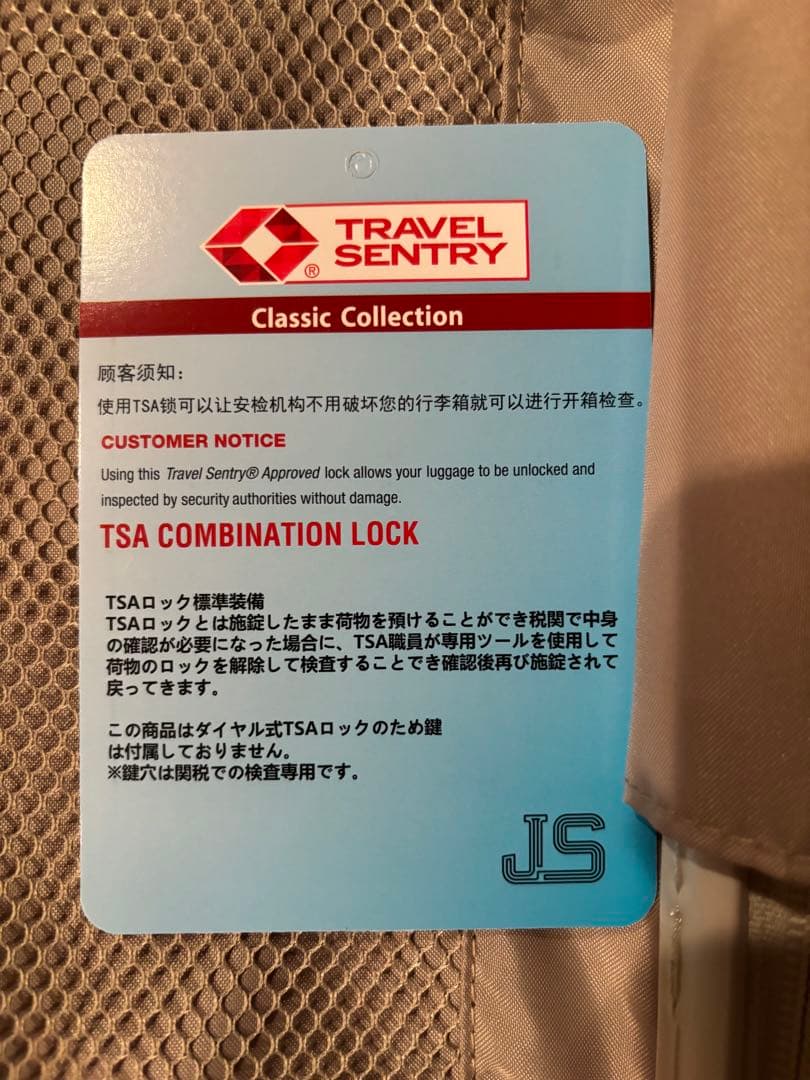 TRAVEL
SENTRY
®
Classic Collection
顾客须知:
使用TSA锁可以让安检机构不用破坏您的行李箱就可以进行开箱检查。
CUSTOMER NOTICE
Using this Travel Sentry® Approved lock allows your luggage to be unlocked and
inspected by security authorities without damage.
TSA COMBINATION LOCK
TSAロック標準装備
TSAロックとは施錠したまま荷物を預けることができ税関で中身
の確認が必要になった場合に、TSA職員が専用ツールを使用して
荷物のロックを解除して検査することでき確認後再び施錠されて
戻ってきます。
この商品はダイヤル式TSAロックのため鍵
は付属しておりません。
※鍵穴は関税での検査専用です。
JS